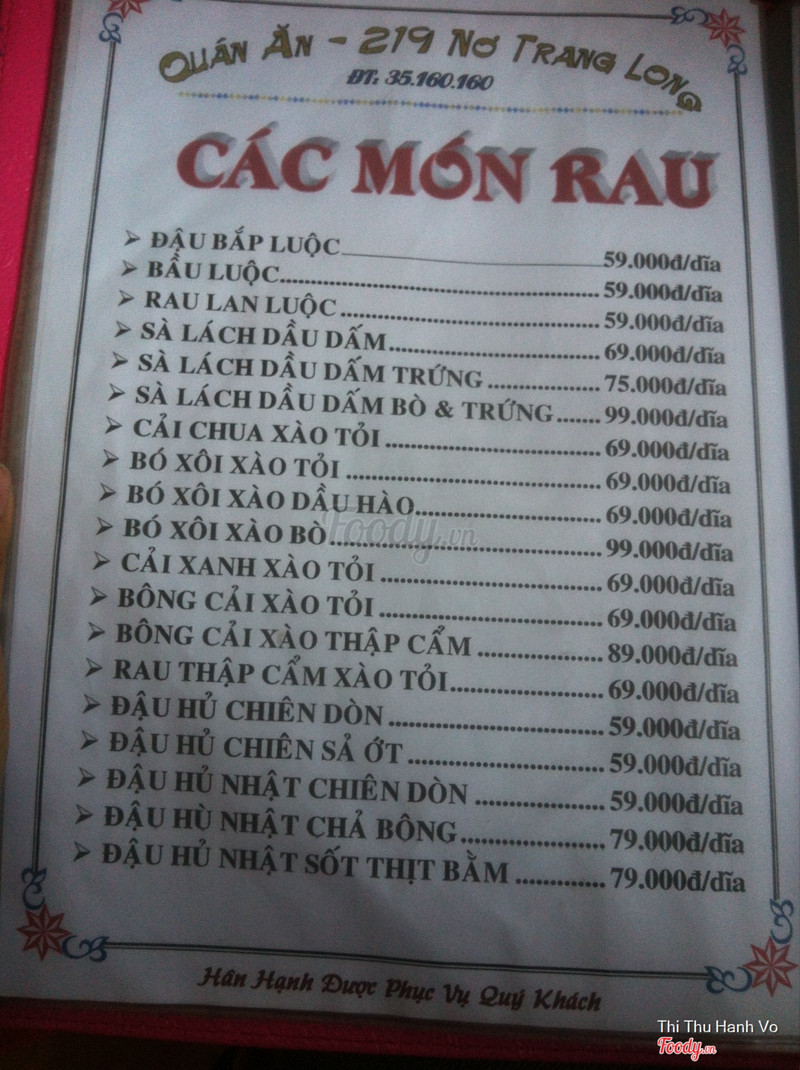 Quán Ăn - 219 Nơ Trang Long
ĐT: 35.160.160
CÁC MÓN RAU
➢ ĐẬU BẮP LUỘC 59.000đ/dĩa
➢ BẦU LUỘC 59.000đ/dĩa
➢ RAU LAN LUỘC 59.000đ/dĩa
➢ SÀ LÁCH DẦU DẤM 69.000đ/dĩa
➢ SÀ LÁCH DẦU DẤM TRỨNG 75.000đ/dĩa
➢ SÀ LÁCH DẦU DẤM BÒ & TRỨNG 99.000đ/dĩa
➢ CẢI CHUA XÀO TỎI 69.000đ/dĩa
➢ BÓ XÔI XÀO TỎI 69.000đ/dĩa
➢ BÓ XÔI XÀO DẦU HÀO 69.000đ/dĩa
➢ BÓ XÔI XÀO BÒ 99.000đ/dĩa
➢ CẢI XANH XÀO TỎI 69.000đ/dĩa
➢ BÔNG CẢI XÀO TỎI 69.000đ/dĩa
➢ BÔNG CẢI XÀO THẬP CẨM 89.000đ/dĩa
➢ RAU THẬP CẨM XÀO TỎI 69.000đ/dĩa
➢ ĐẬU HỦ CHIÊN DÒN 59.000đ/dĩa
➢ ĐẬU HỦ CHIÊN SẢ ỚT 59.000đ/dĩa
➢ ĐẬU HỦ NHẬT CHIÊN DÒN 59.000đ/dĩa
➢ ĐẬU HÙ NHẬT CHẢ BÔNG 79.000đ/dĩa
➢ ĐẬU HỦ NHẬT SỐT THỊT BẰM 79.000đ/dĩa
Hân Hạnh Được Phục Vụ Quý Khách
Foody.vn
Thi Thu Hanh Vo
Foody.vn